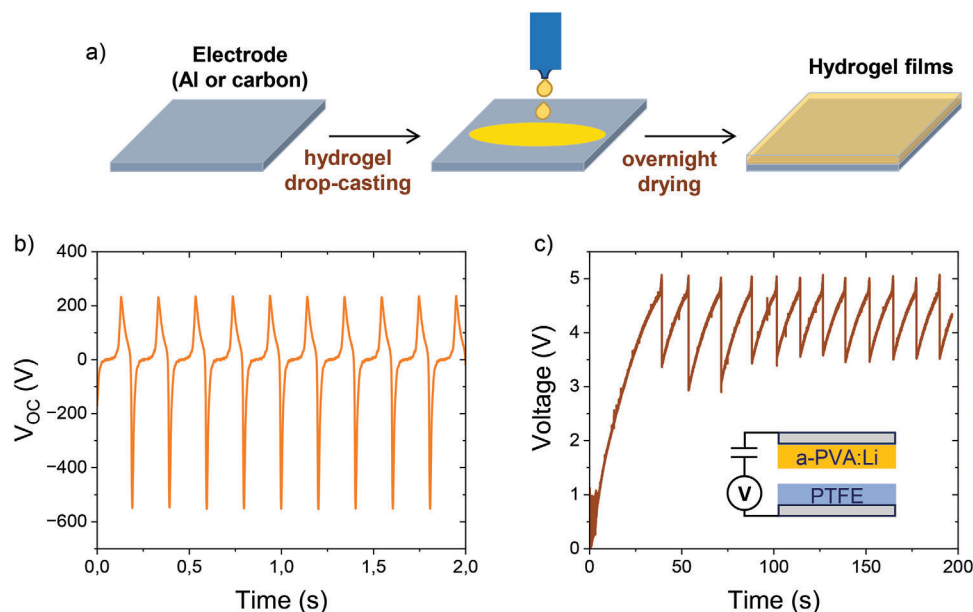 a)
Electrode
(Al or carbon)
hydrogel
drop-casting
overnight
drying
Hydrogel films
b)
400
200
0
−200
−400
−600
V_OC (V)
0,0
0,5
1,0
1,5
2,0
Time (s)
c)
5
4
3
2
1
0
Voltage (V)
a-PVA:Li
V
PTFE
0
50
100
150
200
Time (s)